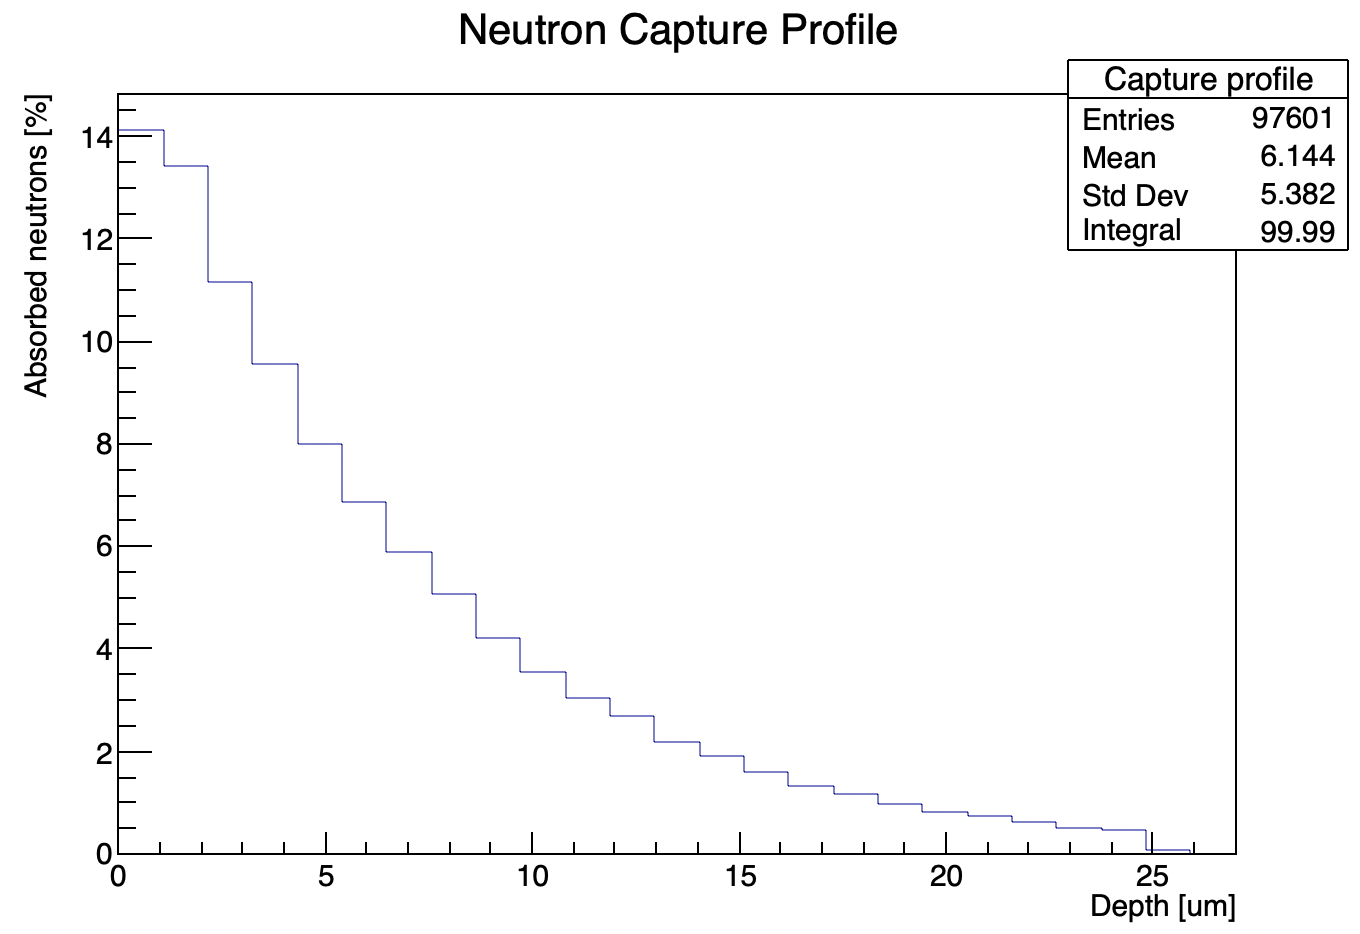 Neutron Capture Profile
Capture profile
Entries 97601
Mean 6.144
Std Dev 5.382
Integral 99.99
Absorbed neutrons [%]
14
12
10
8
6
4
2
0
0 5 10 15 20 25
Depth [um]